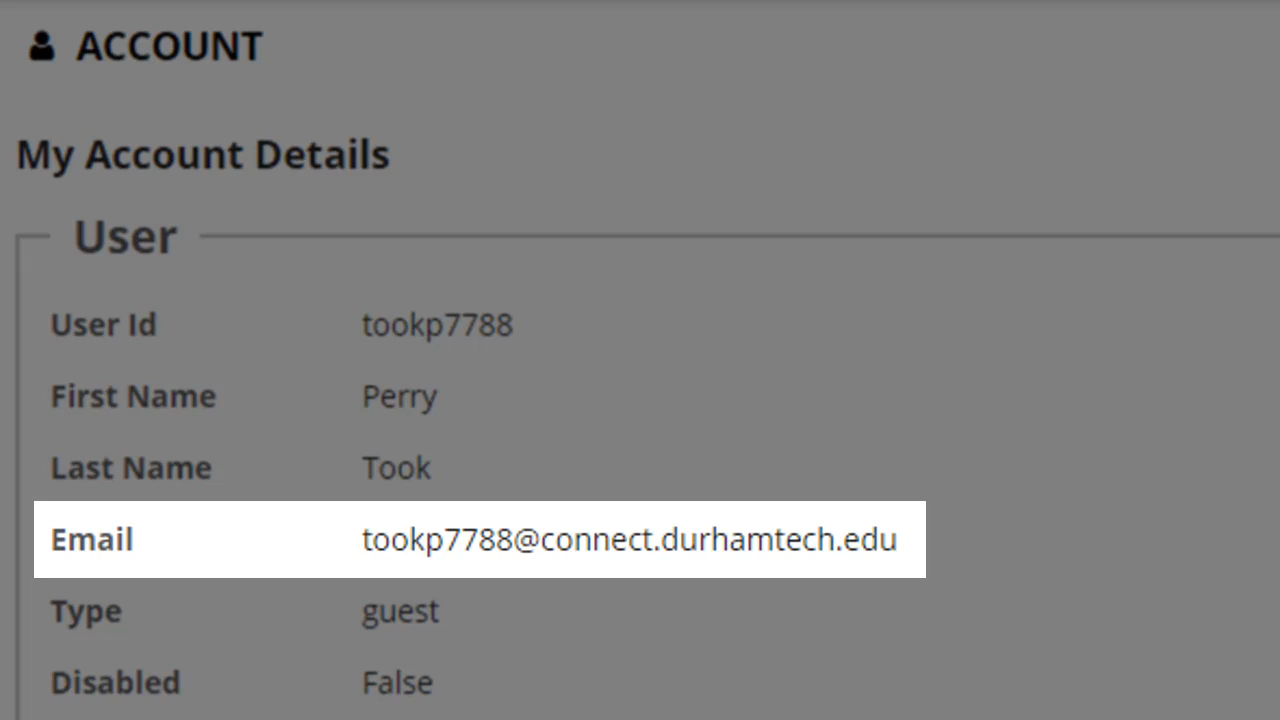 ACCOUNT
My Account Details
User
User Id tookp7788
First Name Perry
Last Name Took
Email tookp7788@connect.durhamtech.edu
Type guest
Disabled False